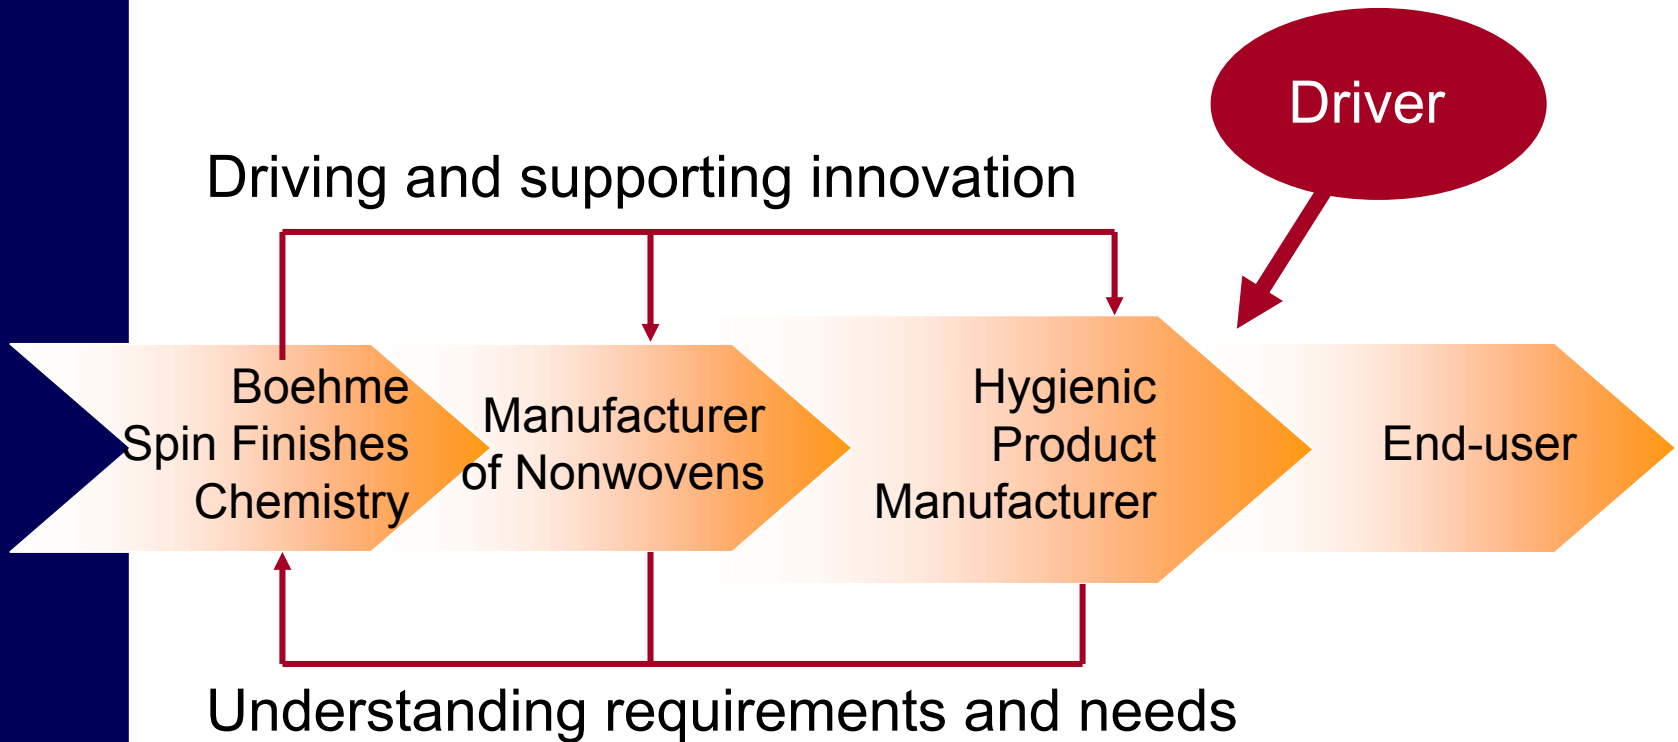 Driver
Driving and supporting innovation
Boehme
Spin Finishes
Chemistry
Manufacturer
of Nonwovens
Hygienic
Product
Manufacturer
End-user
Understanding requirements and needs